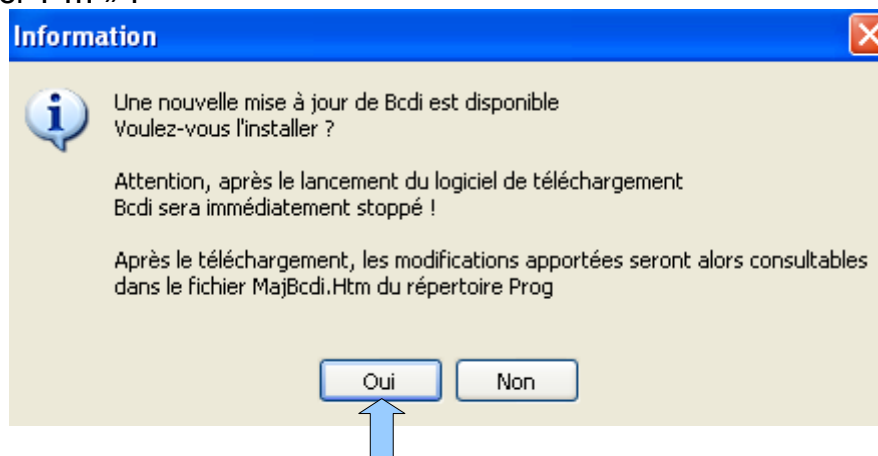 Information
Une nouvelle mise à jour de Bcdi est disponible
Voulez-vous l'installer ?
Attention, après le lancement du logiciel de téléchargement
Bcdi sera immédiatement stoppé !
Après le téléchargement, les modifications apportées seront alors consultables
dans le fichier MajBcdi.Htm du répertoire Prog
Oui Non